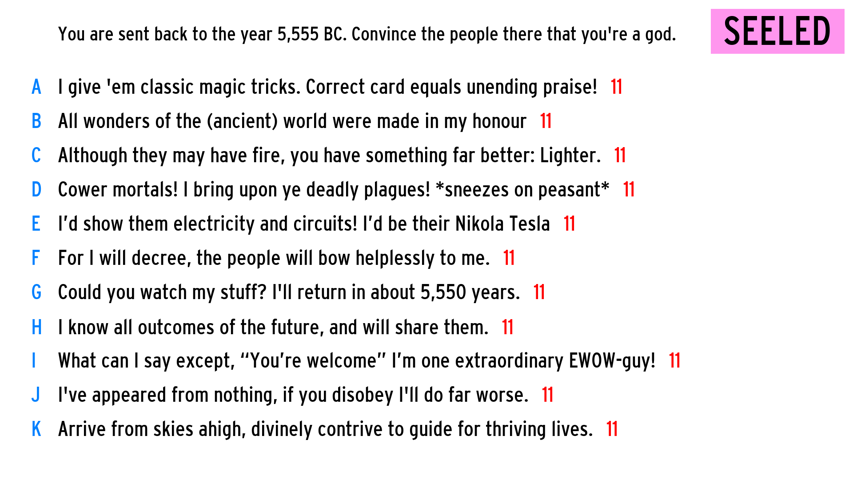 You are sent back to the year 5,555 BC. Convince the people there that you're a god.
SEELED
A I give 'em classic magic tricks. Correct card equals unending praise! 11
B All wonders of the (ancient) world were made in my honour 11
C Although they may have fire, you have something far better: Lighter. 11
D Cower mortals! I bring upon ye deadly plagues! *sneezes on peasant* 11
E I’d show them electricity and circuits! I’d be their Nikola Tesla 11
F For I will decree, the people will bow helplessly to me. 11
G Could you watch my stuff? I'll return in about 5,550 years. 11
H I know all outcomes of the future, and will share them. 11
I What can I say except, “You’re welcome” I’m one extraordinary EWOW-guy! 11
J I've appeared from nothing, if you disobey I'll do far worse. 11
K Arrive from skies ahigh, divinely contrive to guide for thriving lives. 11